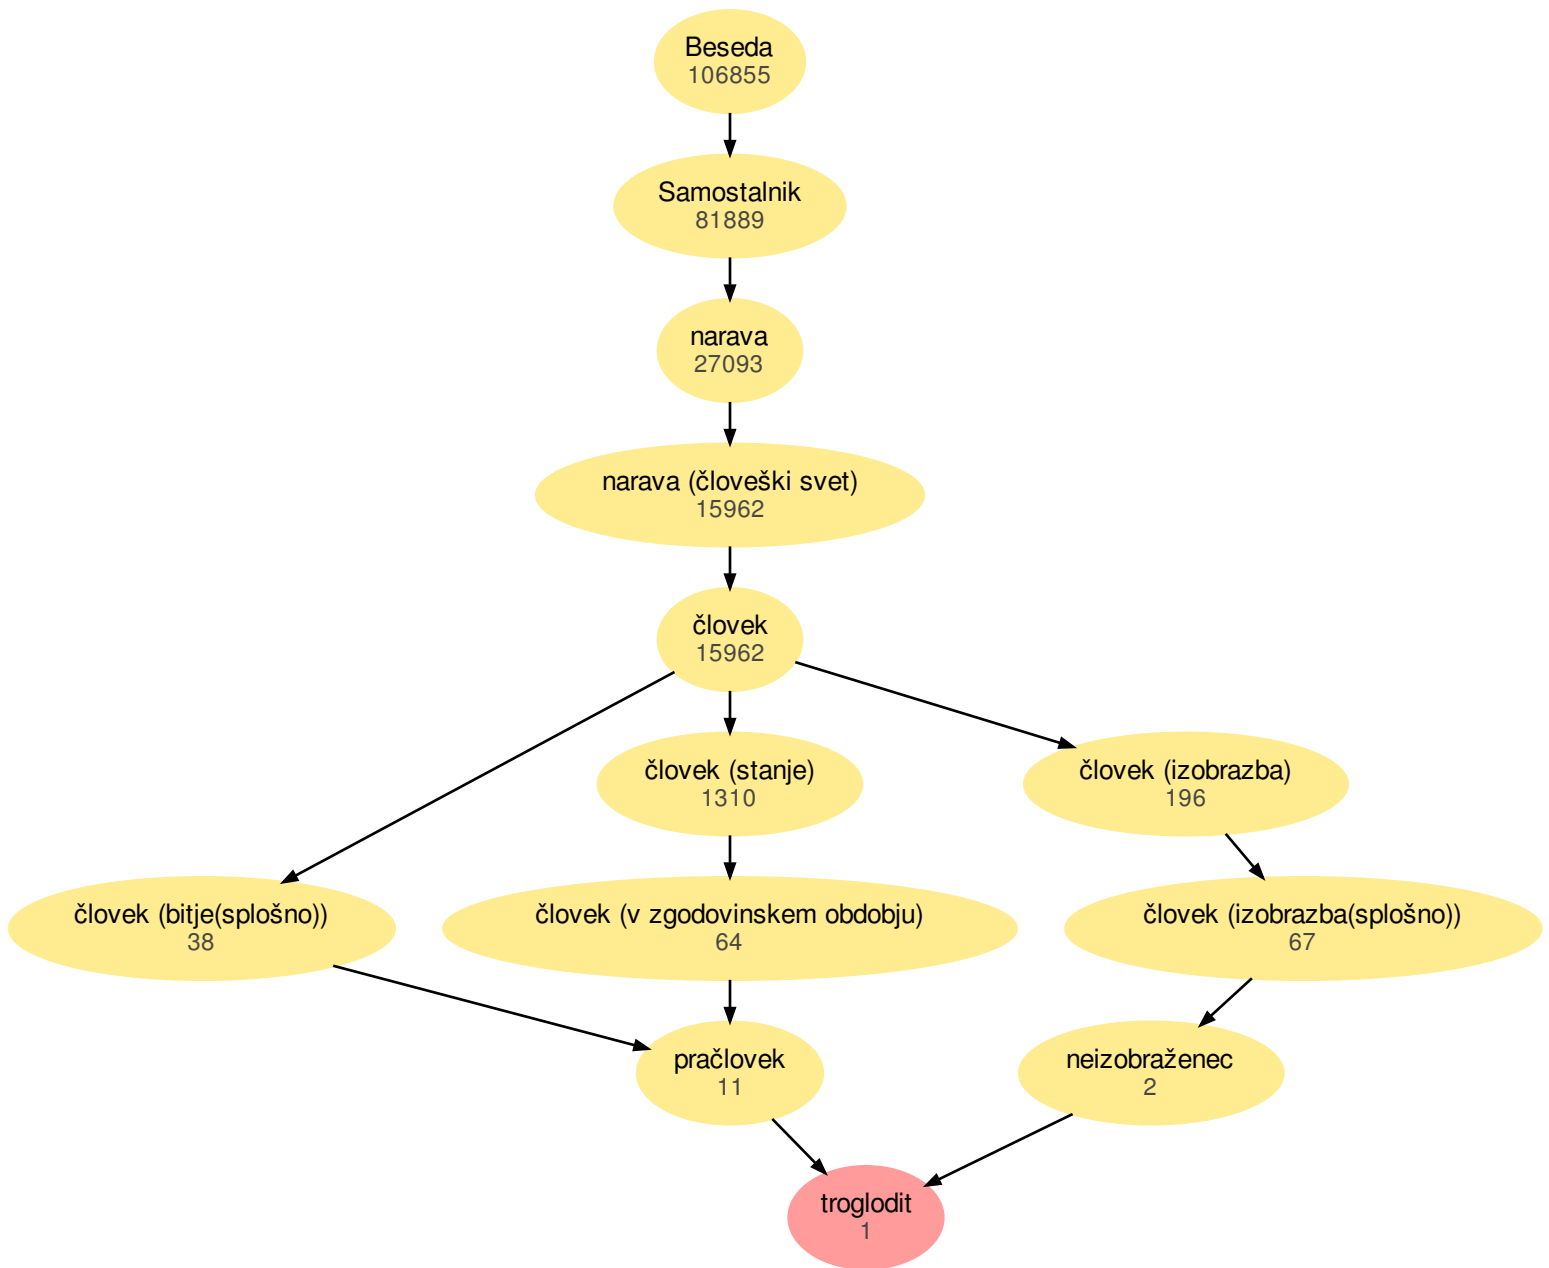 Beseda
106855
Samostalnik
81889
narava
27093
narava (človeški svet)
15962
človek
15962
človek (stanje)
1310
človek (izobrazba)
196
človek (bitje(splošno))
38
človek (v zgodovinskem obdobju)
64
človek (izobrazba(splošno))
67
pračlovek
11
neizobraženec
2
troglodit
1